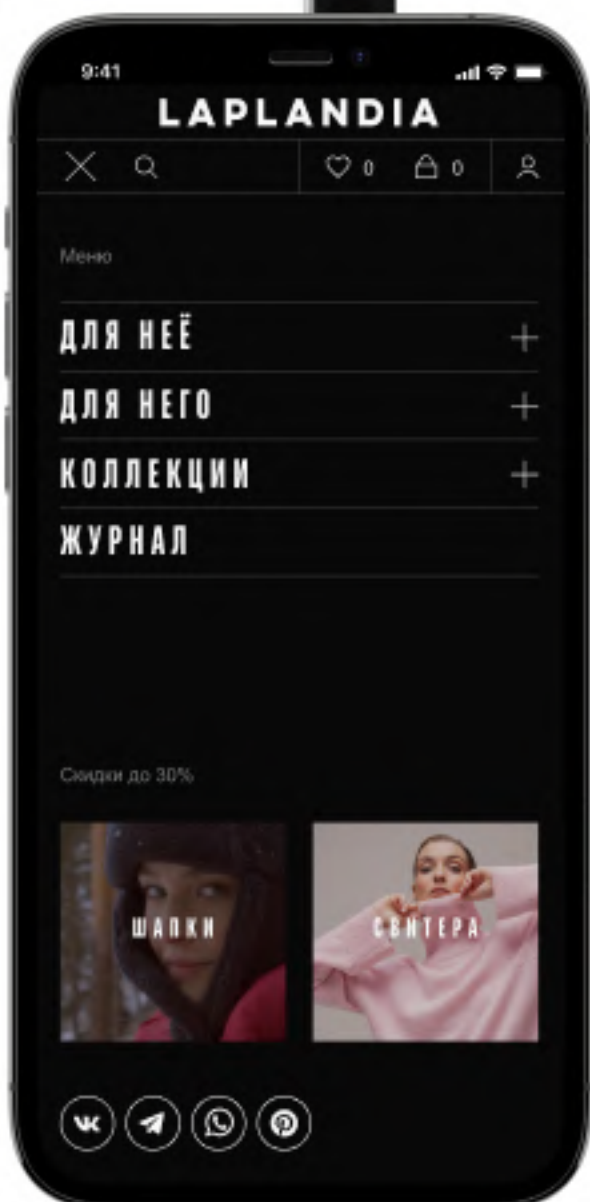 9:41
LAPLANDIA
0 0
Меню
ДЛЯ НЕЁ
ДЛЯ НЕГО
КОЛЛЕКЦИИ
ЖУРНАЛ
Скидки до 30%
ШАПКИ СВИТЕРА